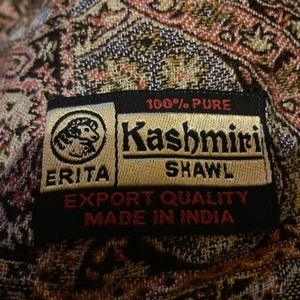 100% PURE
Kashmiri
ERITA SHAWL
EXPORT QUALITY
MADE IN INDIA